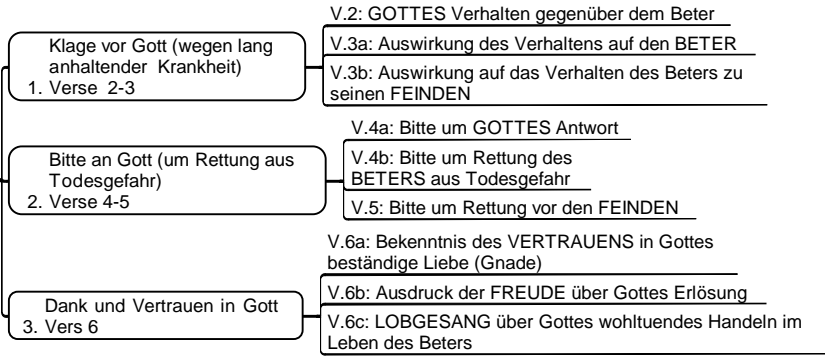 Klage vor Gott (wegen lang
anhaltender Krankheit)
1. Verse 2-3
V.2: GOTTES Verhalten gegenüber dem Beter
V.3a: Auswirkung des Verhaltens auf den BETER
V.3b: Auswirkung auf das Verhalten des Beters zu
seinen FEINDEN
Bitte an Gott (um Rettung aus
Todesgefahr)
2. Verse 4-5
V.4a: Bitte um GOTTES Antwort
V.4b: Bitte um Rettung des
BETERS aus Todesgefahr
V.5: Bitte um Rettung vor den FEINDEN
Dank und Vertrauen in Gott
3. Vers 6
V.6a: Bekenntnis des VERTRAUENS in Gottes
beständige Liebe (Gnade)
V.6b: Ausdruck der FREUDE über Gottes Erlösung
V.6c: LOBGESANG über Gottes wohltuendes Handeln im
Leben des Beters